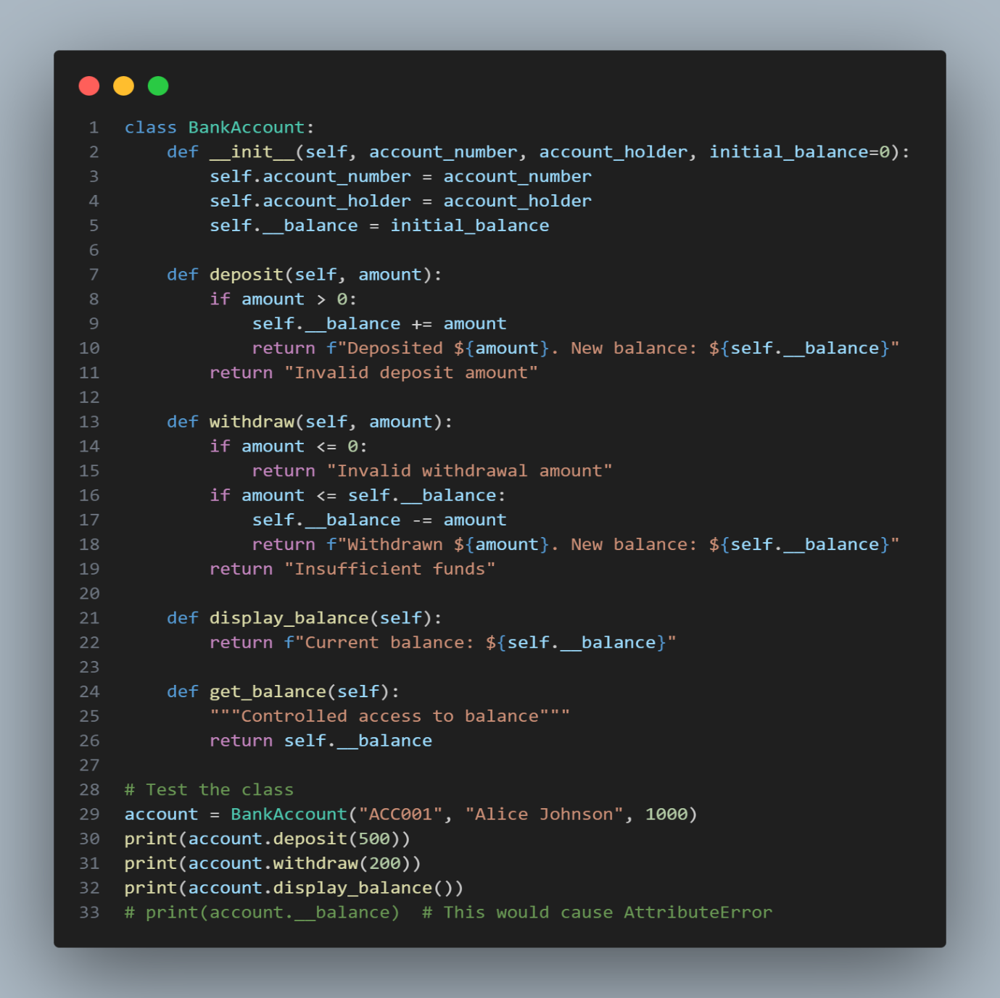 1 class BankAccount:
2     def __init__(self, account_number, account_holder, initial_balance=0):
3         self.account_number = account_number
4         self.account_holder = account_holder
5         self.__balance = initial_balance
6
7     def deposit(self, amount):
8         if amount > 0:
9             self.__balance += amount
10             return f"Deposited ${amount}. New balance: ${self.__balance}"
11         return "Invalid deposit amount"
12
13     def withdraw(self, amount):
14         if amount <= 0:
15             return "Invalid withdrawal amount"
16         if amount <= self.__balance:
17             self.__balance -= amount
18             return f"Withdrawn ${amount}. New balance: ${self.__balance}"
19         return "Insufficient funds"
20
21     def display_balance(self):
22         return f"Current balance: ${self.__balance}"
23
24     def get_balance(self):
25         """Controlled access to balance"""
26         return self.__balance
27
28 # Test the class
29 account = BankAccount("ACC001", "Alice Johnson", 1000)
30 print(account.deposit(500))
31 print(account.withdraw(200))
32 print(account.display_balance())
33 # print(account.__balance)  # This would cause AttributeError